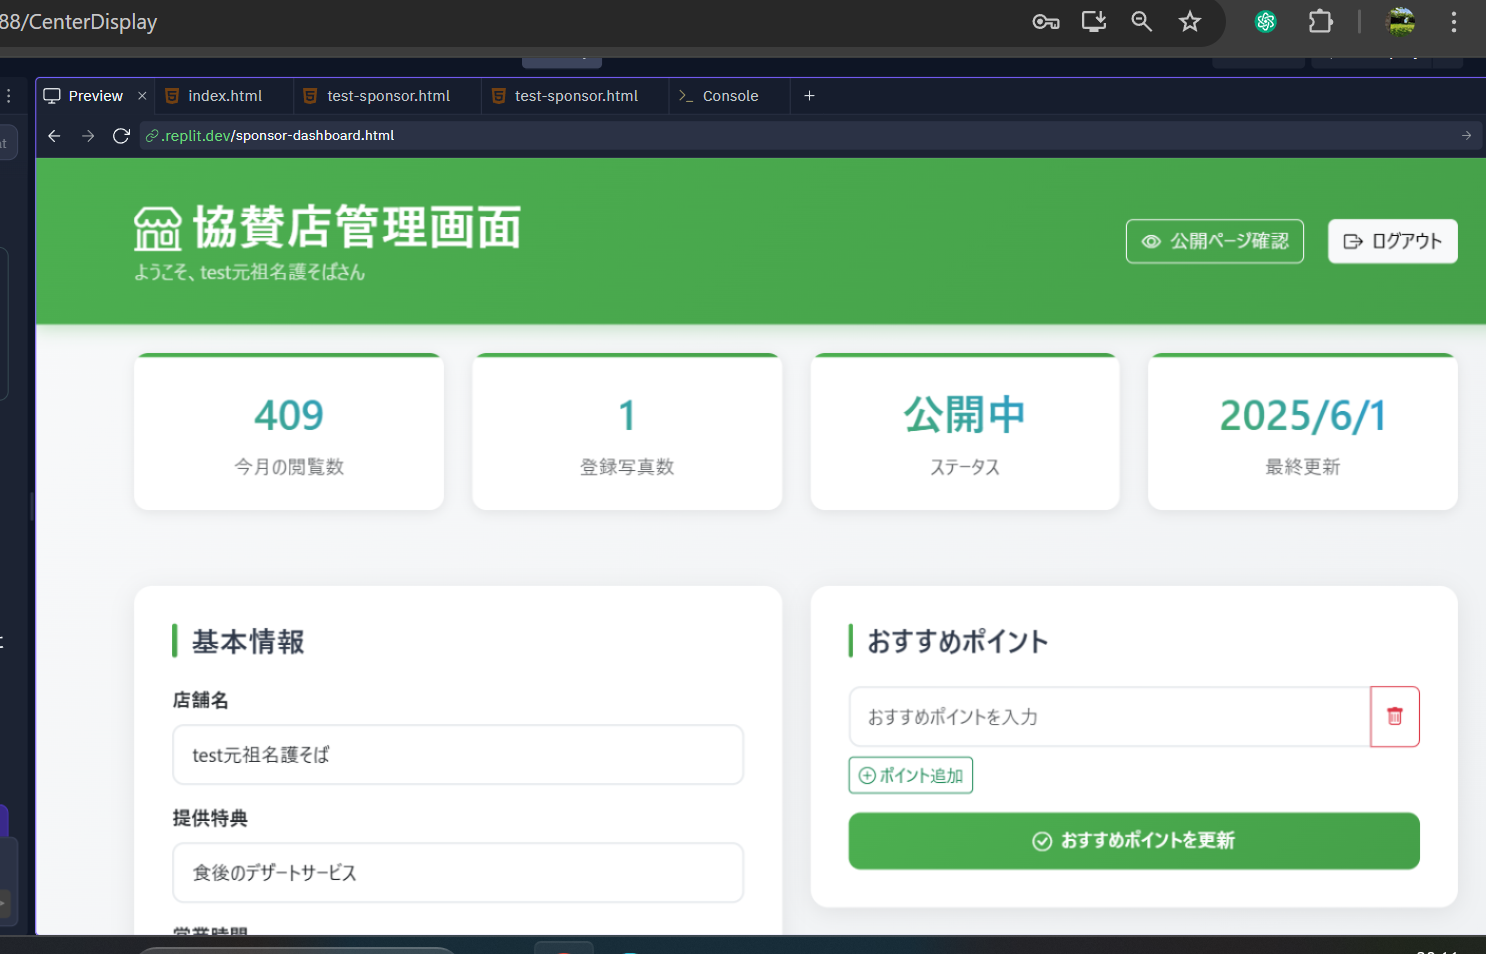 88/CenterDisplay
Preview
index.html
test-sponsor.html
test-sponsor.html
Console
.replit.dev/sponsor-dashboard.html
協賛店管理画面
ようこそ、test元祖名護そばさん
公開ページ確認
ログアウト
409
今月の閲覧数
1
登録写真数
公開中
ステータス
2025/6/1
最終更新
基本情報
店舗名
test元祖名護そば
提供特典
食後のデザートサービス
営業時間
おすすめポイント
おすすめポイントを入力
ポイント追加
おすすめポイントを更新